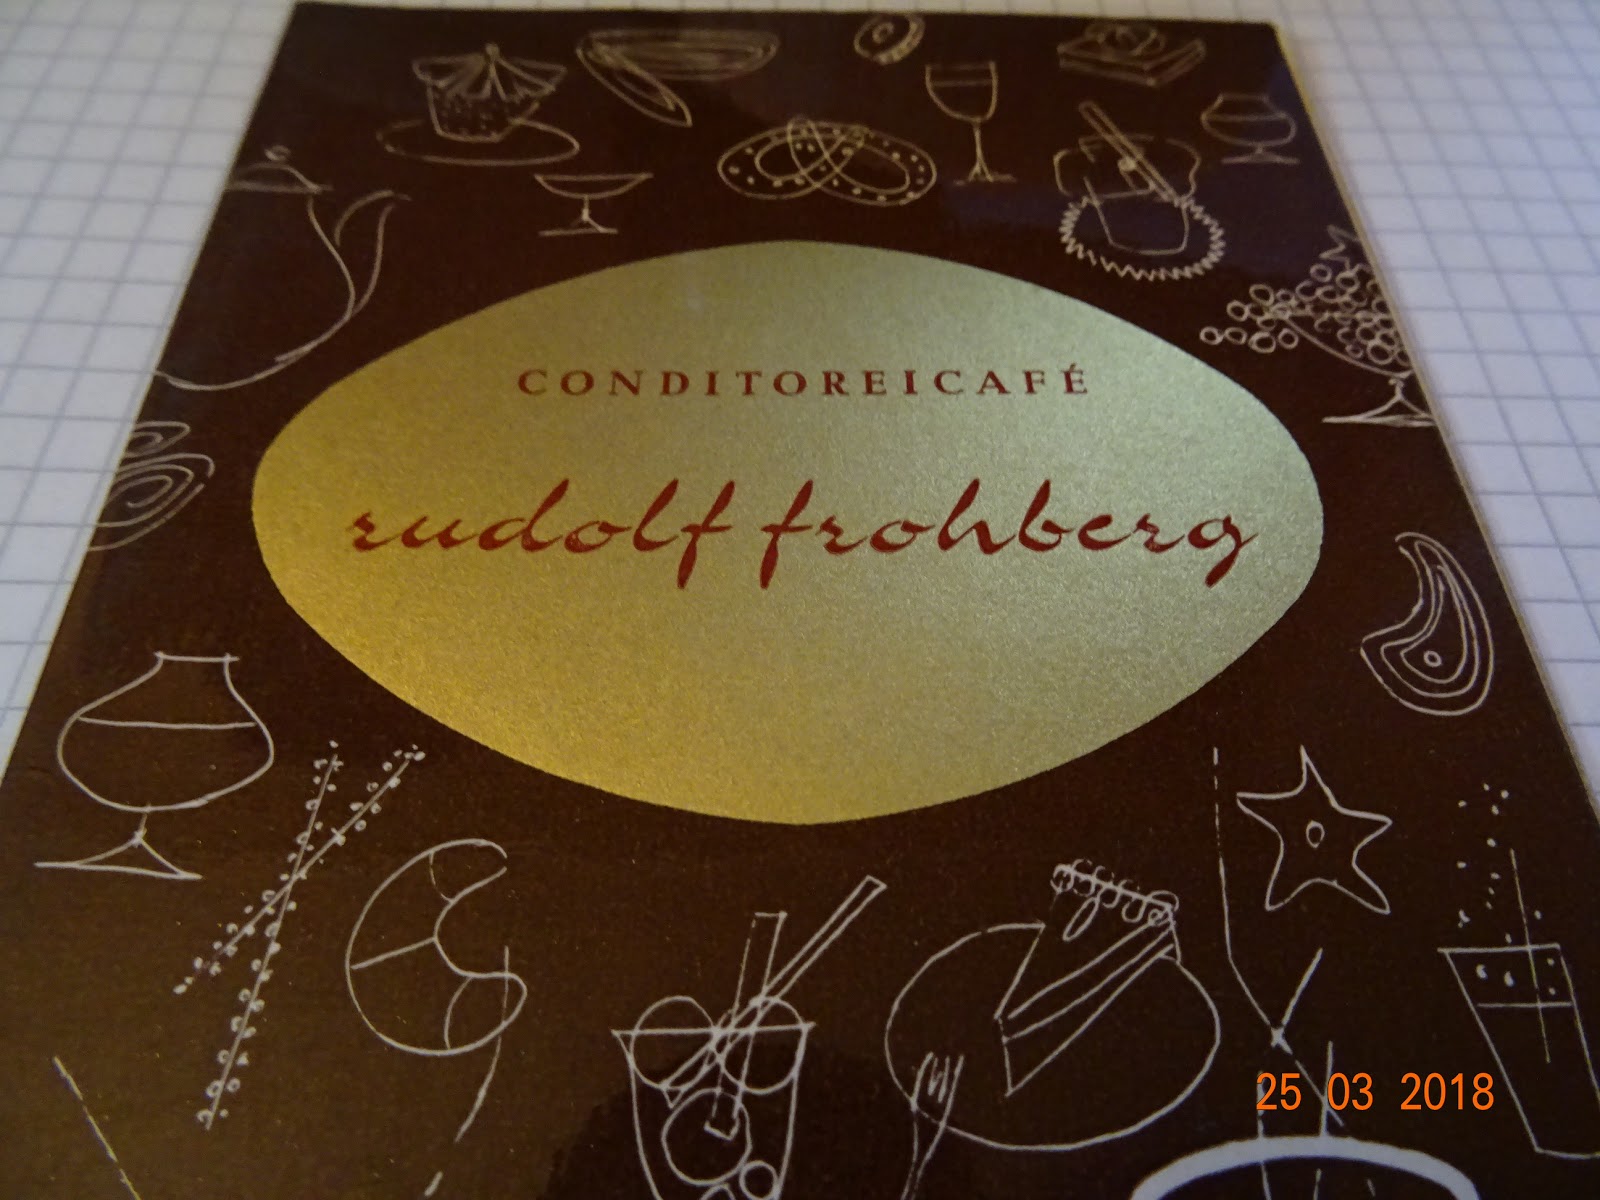 CONDITOREICAFÉ
rudolf frohberg
25 03 2018